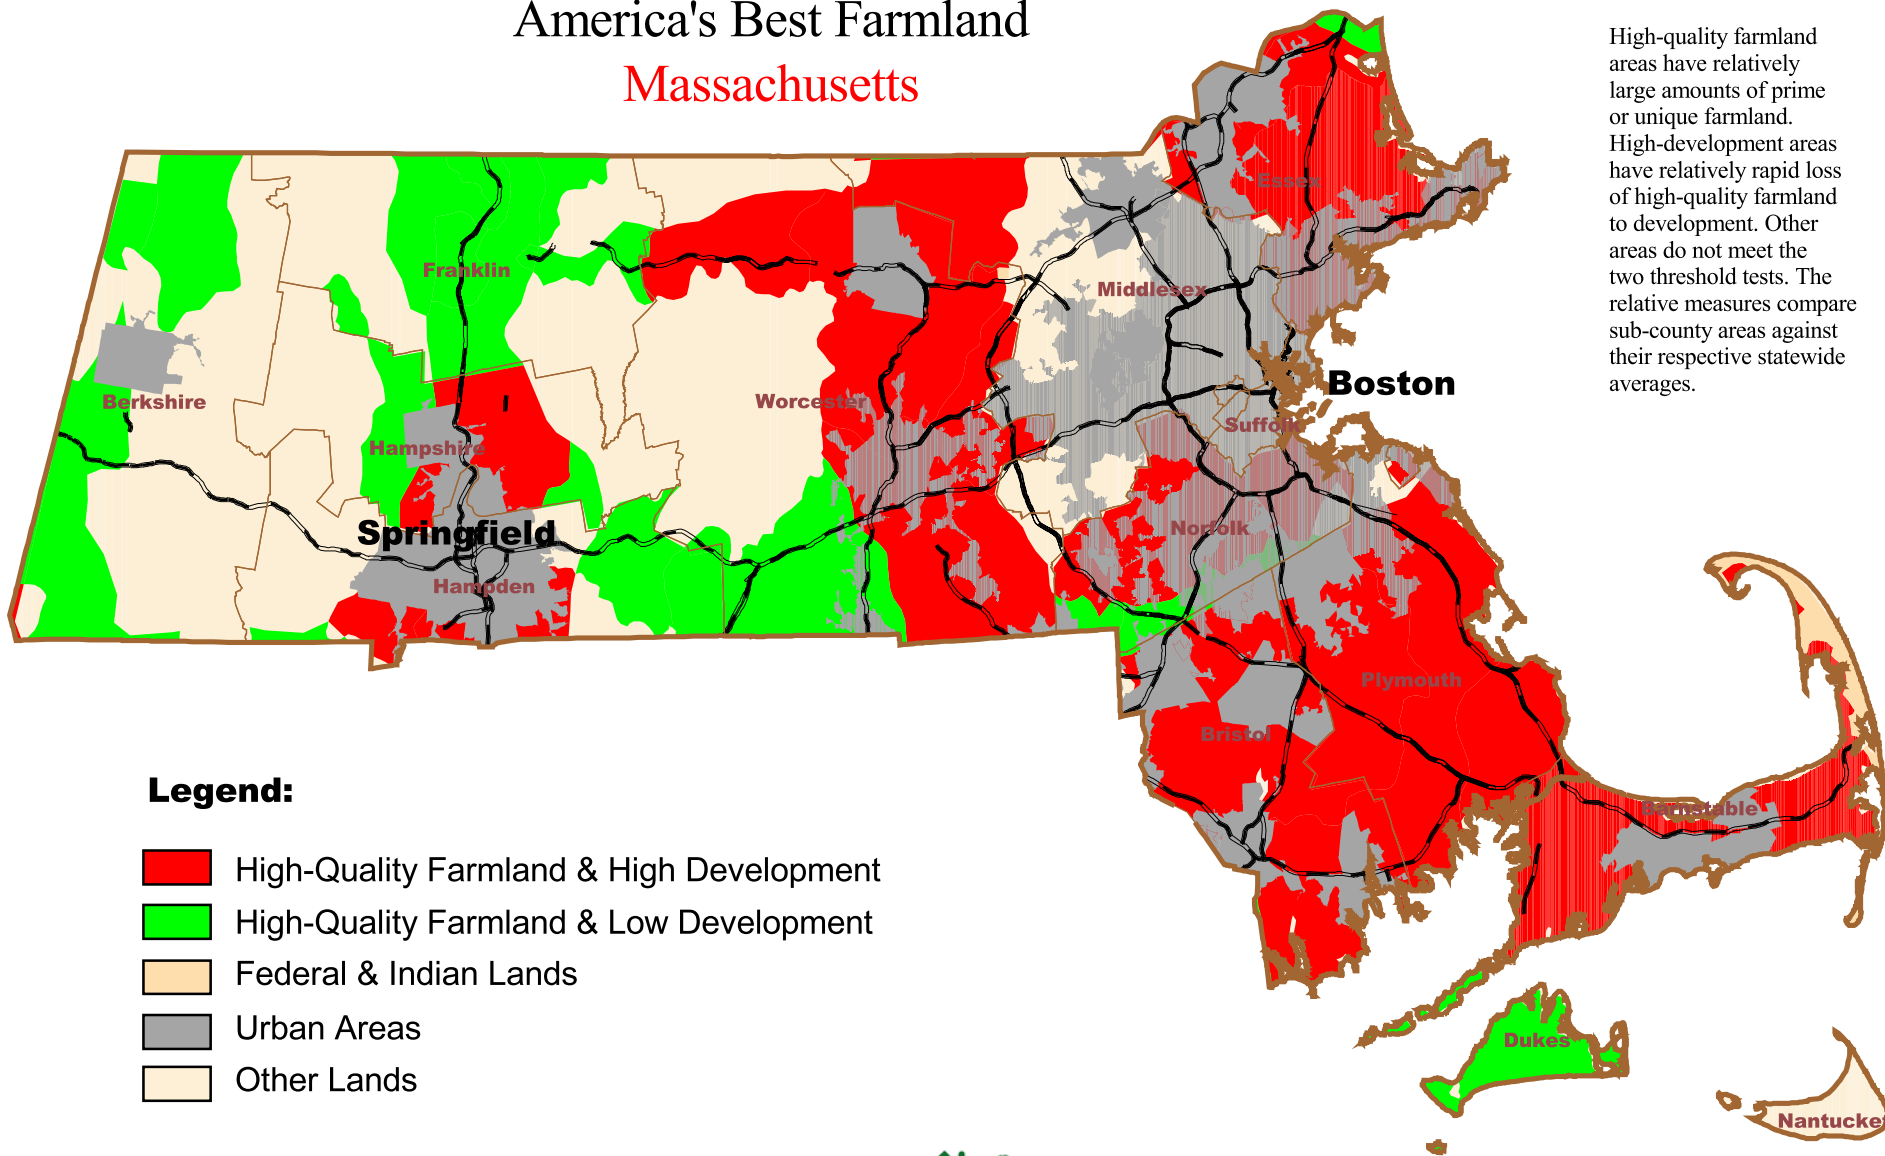 America's Best Farmland
Massachusetts
High-quality farmland
areas have relatively
large amounts of prime
or unique farmland.
High-development areas
have relatively rapid loss
of high-quality farmland
to development. Other
areas do not meet the
two threshold tests. The
relative measures compare
sub-county areas against
their respective statewide
averages.
Essex
Franklin
Middlesex
Boston
Berkshire
Worcester
Suffolk
Hampshire
Springfield
Norfolk
Hampden
Plymouth
Bristol
Barnstable
Dukes
Nantucket
Legend:
High-Quality Farmland & High Development
High-Quality Farmland & Low Development
Federal & Indian Lands
Urban Areas
Other Lands